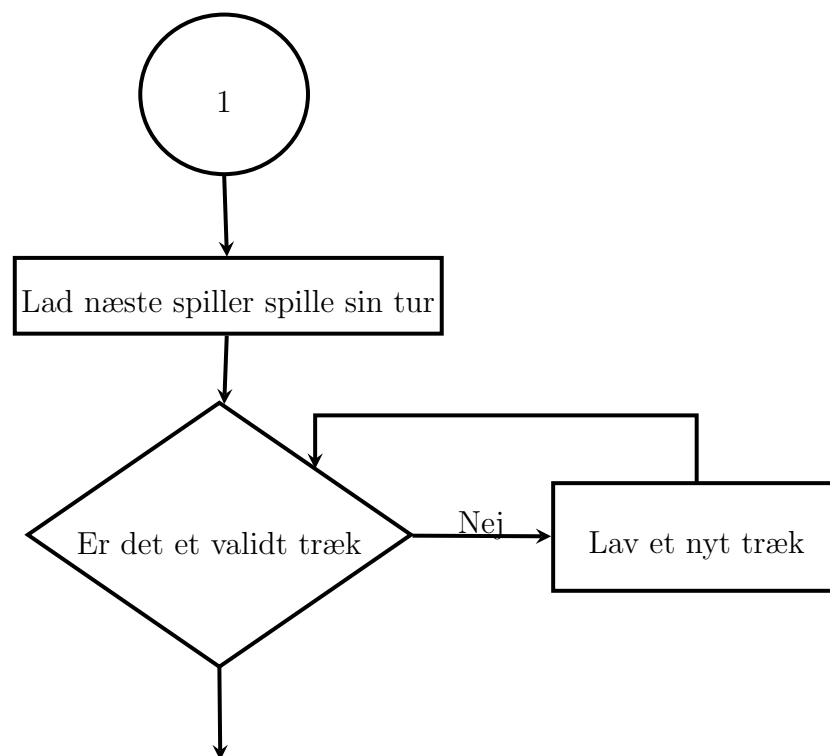 1
Lad næste spiller spille sin tur
Er det et validt træk
Nej
Lav et nyt træk